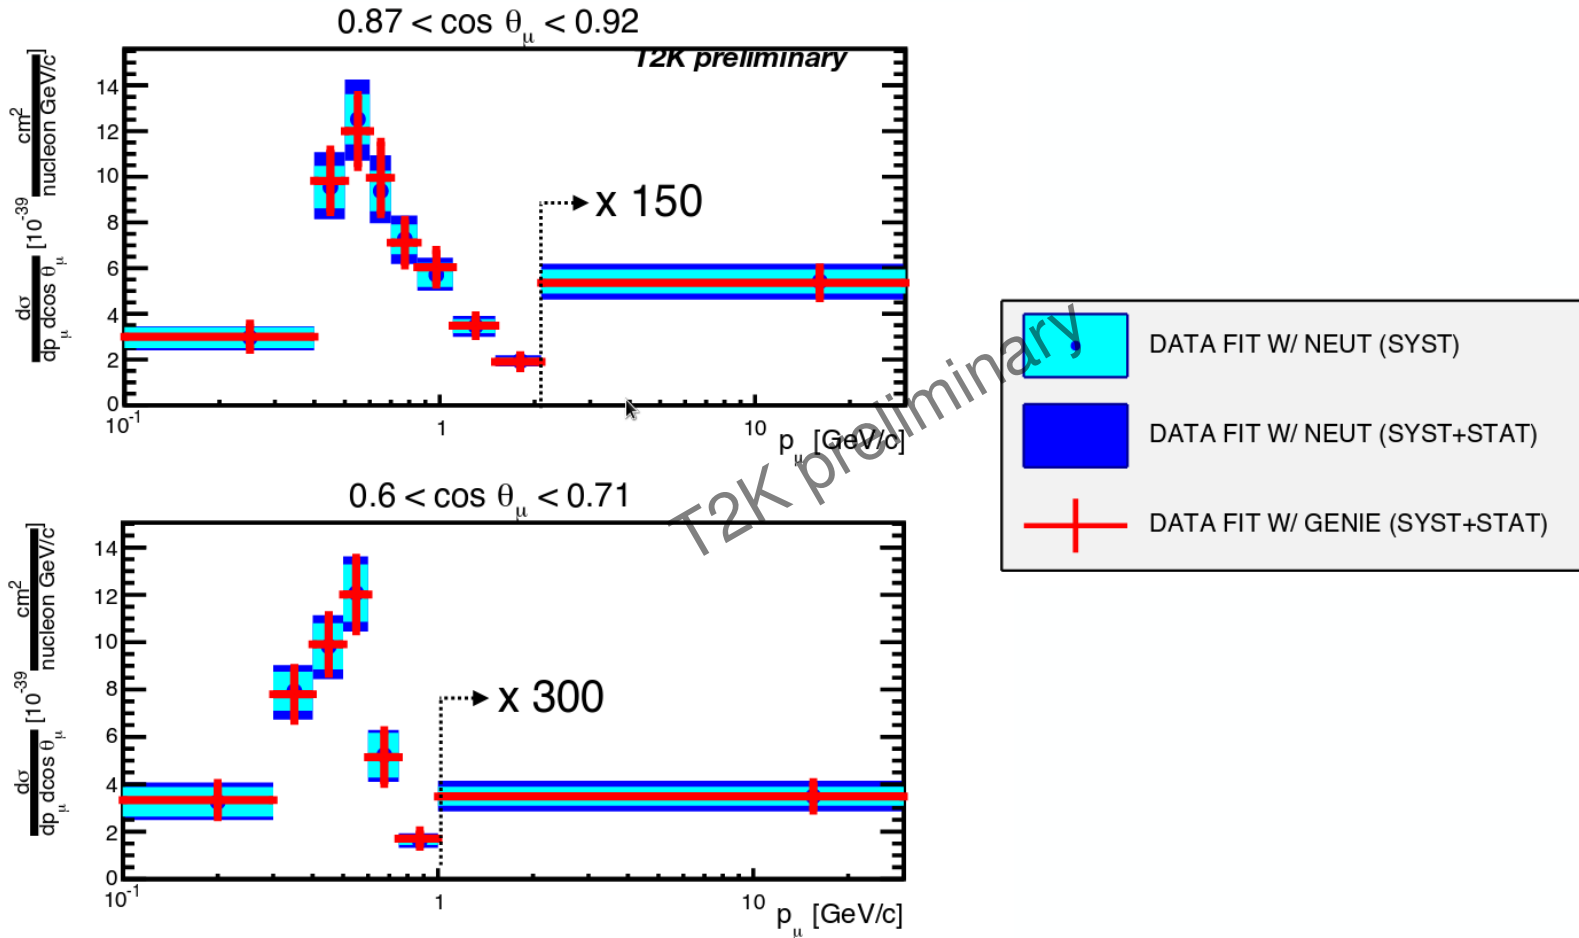 0.87 < cos θμ < 0.92
T2K preliminary
dσ
dpμ dcos θμ
[10-39
cm2
nucleon GeV/c]
14
12
10
8
6
4
2
0
x 150
10-1
1
10
pμ [GeV/c]
T2K preliminary
0.6 < cos θμ < 0.71
dσ
dpμ dcos θμ
[10-39
cm2
nucleon GeV/c]
14
12
10
8
6
4
2
0
x 300
10-1
1
10
pμ [GeV/c]
DATA FIT W/ NEUT (SYST)
DATA FIT W/ NEUT (SYST+STAT)
DATA FIT W/ GENIE (SYST+STAT)